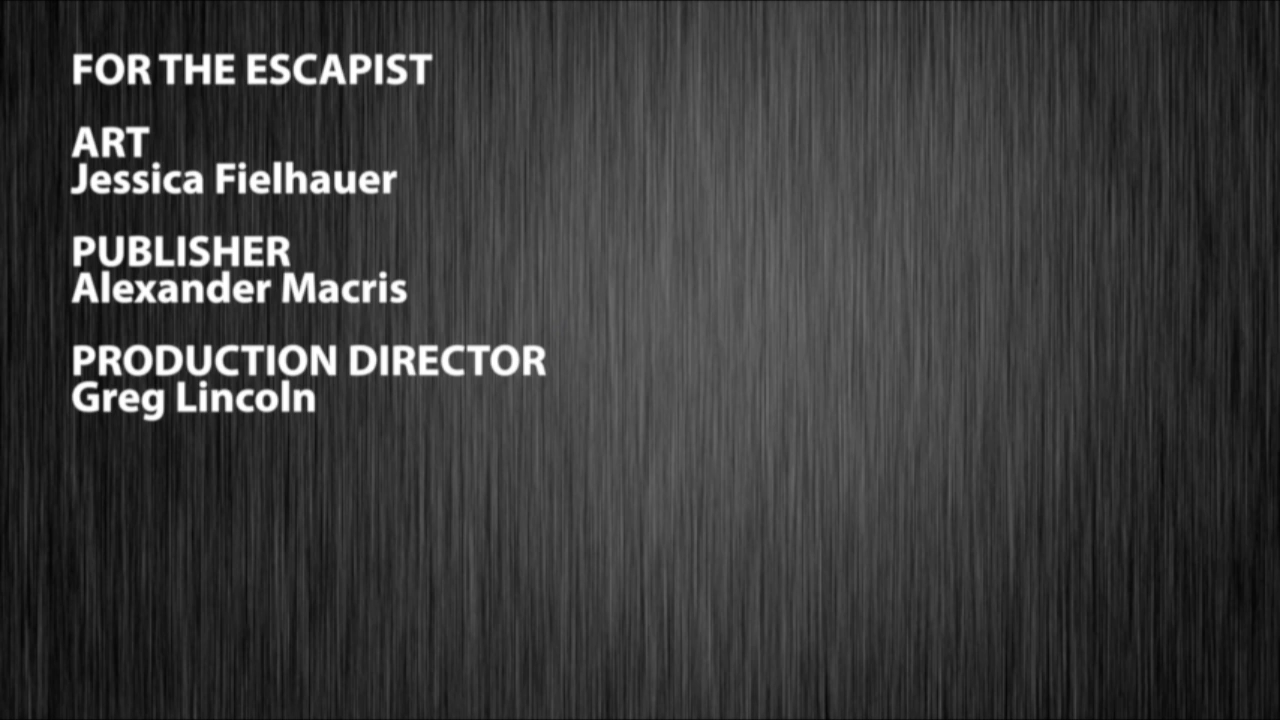 FOR THE ESCAPIST
ART
Jessica Fielhauer
PUBLISHER
Alexander Macris
PRODUCTION DIRECTOR
Greg Lincoln